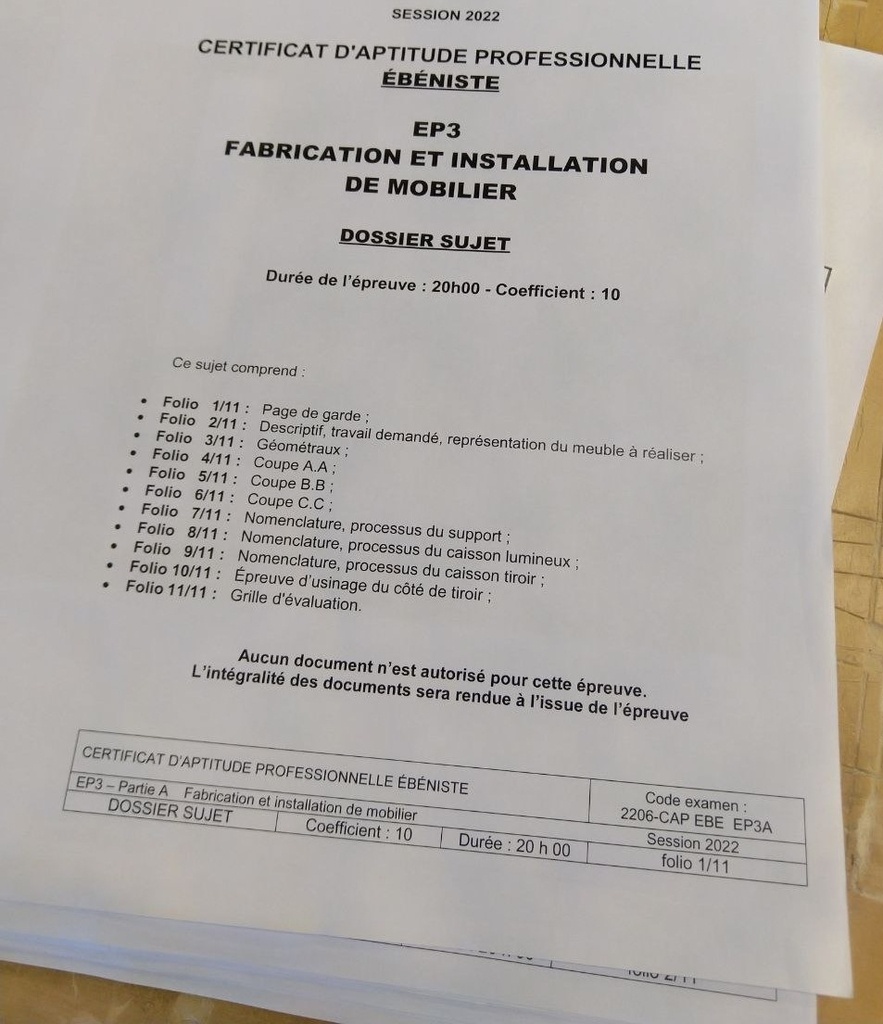 SESSION 2022
CERTIFICAT D'APTITUDE PROFESSIONNELLE
ÉBÉNISTE
EP3
FABRICATION ET INSTALLATION
DE MOBILIER
DOSSIER SUJET
Durée de l'épreuve : 20h00 - Coefficient : 10
Ce sujet comprend :
• Folio 1/11 : Page de garde ;
• Folio 2/11 : Descriptif, travail demandé, représentation du meuble à réaliser ;
• Folio 3/11 : Géométraux ;
• Folio 4/11 : Coupe A.A ;
• Folio 5/11 : Coupe B.B ;
• Folio 6/11 : Coupe C.C ;
• Folio 7/11 : Nomenclature, processus du support ;
• Folio 8/11 : Nomenclature, processus du caisson lumineux ;
• Folio 9/11 : Nomenclature, processus du caisson tiroir ;
• Folio 10/11 : Épreuve d'usinage du côté de tiroir ;
• Folio 11/11 : Grille d'évaluation.
Aucun document n'est autorisé pour cette épreuve.
L'intégralité des documents sera rendue à l'issue de l'épreuve
CERTIFICAT D'APTITUDE PROFESSIONNELLE ÉBÉNISTE
Code examen :
2206-CAP EBE EP3A
EP3 – Partie A Fabrication et installation de mobilier
Session 2022
DOSSIER SUJET
Coefficient : 10
Durée : 20 h 00
folio 1/11
folio 2/11